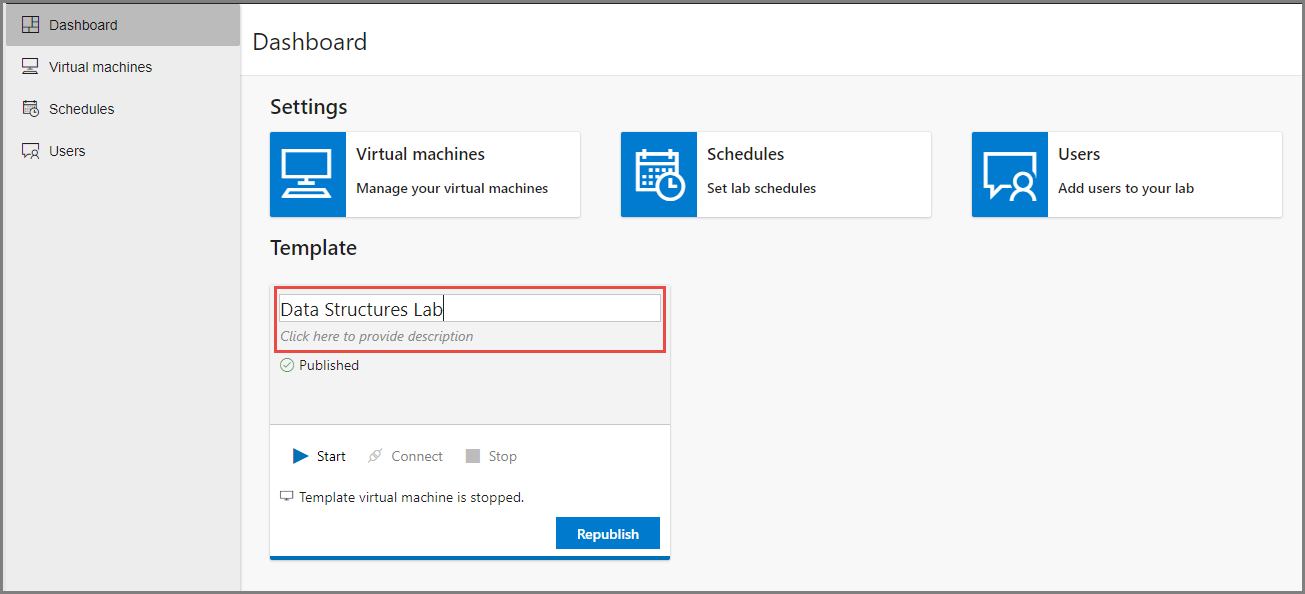 Dashboard
Virtual machines
Schedules
Users
Dashboard
Settings
Virtual machines
Manage your virtual machines
Schedules
Set lab schedules
Users
Add users to your lab
Template
Data Structures Lab
Click here to provide description
Published
Start Connect Stop
Template virtual machine is stopped.
Republish